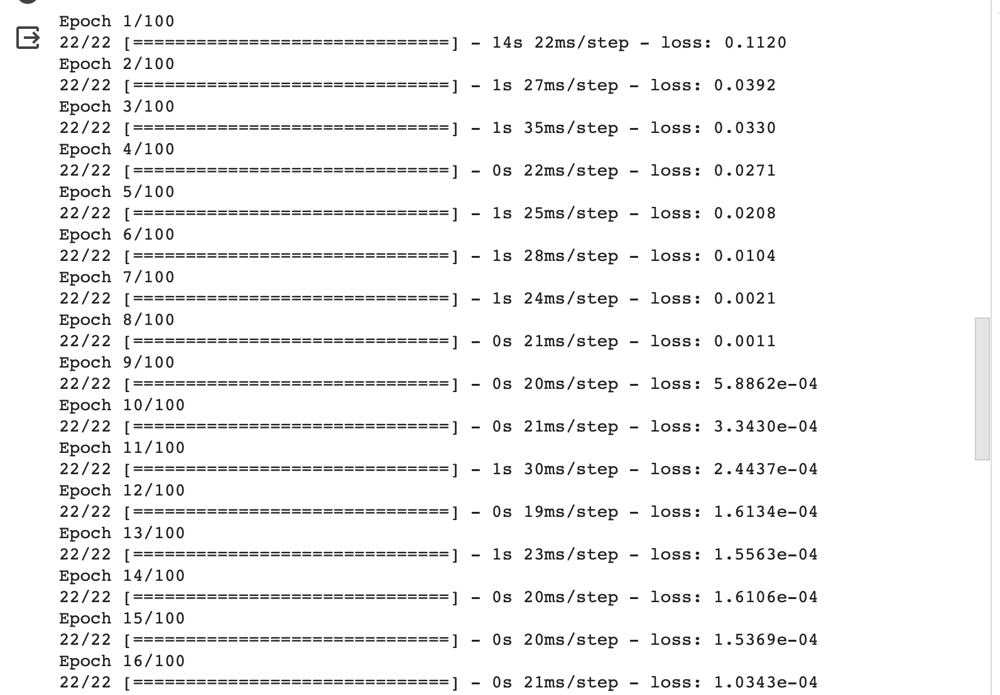 Epoch 1/100
22/22 [==============================] - 14s 22ms/step - loss: 0.1120
Epoch 2/100
22/22 [==============================] - 1s 27ms/step - loss: 0.0392
Epoch 3/100
22/22 [==============================] - 1s 35ms/step - loss: 0.0330
Epoch 4/100
22/22 [==============================] - 0s 22ms/step - loss: 0.0271
Epoch 5/100
22/22 [==============================] - 1s 25ms/step - loss: 0.0208
Epoch 6/100
22/22 [==============================] - 1s 28ms/step - loss: 0.0104
Epoch 7/100
22/22 [==============================] - 1s 24ms/step - loss: 0.0021
Epoch 8/100
22/22 [==============================] - 0s 21ms/step - loss: 0.0011
Epoch 9/100
22/22 [==============================] - 0s 20ms/step - loss: 5.8862e-04
Epoch 10/100
22/22 [==============================] - 0s 21ms/step - loss: 3.3430e-04
Epoch 11/100
22/22 [==============================] - 1s 30ms/step - loss: 2.4437e-04
Epoch 12/100
22/22 [==============================] - 0s 19ms/step - loss: 1.6134e-04
Epoch 13/100
22/22 [==============================] - 1s 23ms/step - loss: 1.5563e-04
Epoch 14/100
22/22 [==============================] - 0s 20ms/step - loss: 1.6106e-04
Epoch 15/100
22/22 [==============================] - 0s 20ms/step - loss: 1.5369e-04
Epoch 16/100
22/22 [==============================] - 0s 21ms/step - loss: 1.0343e-04